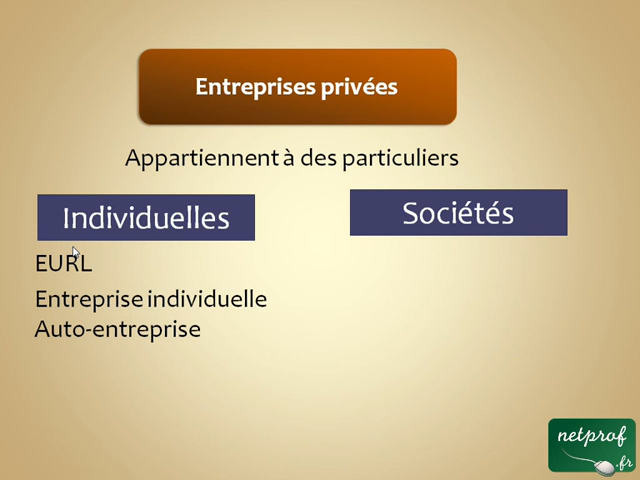 Entreprises privées
Appartiennent à des particuliers
Individuelles
Sociétés
EURL
Entreprise individuelle
Auto-entreprise
netprof
.fr